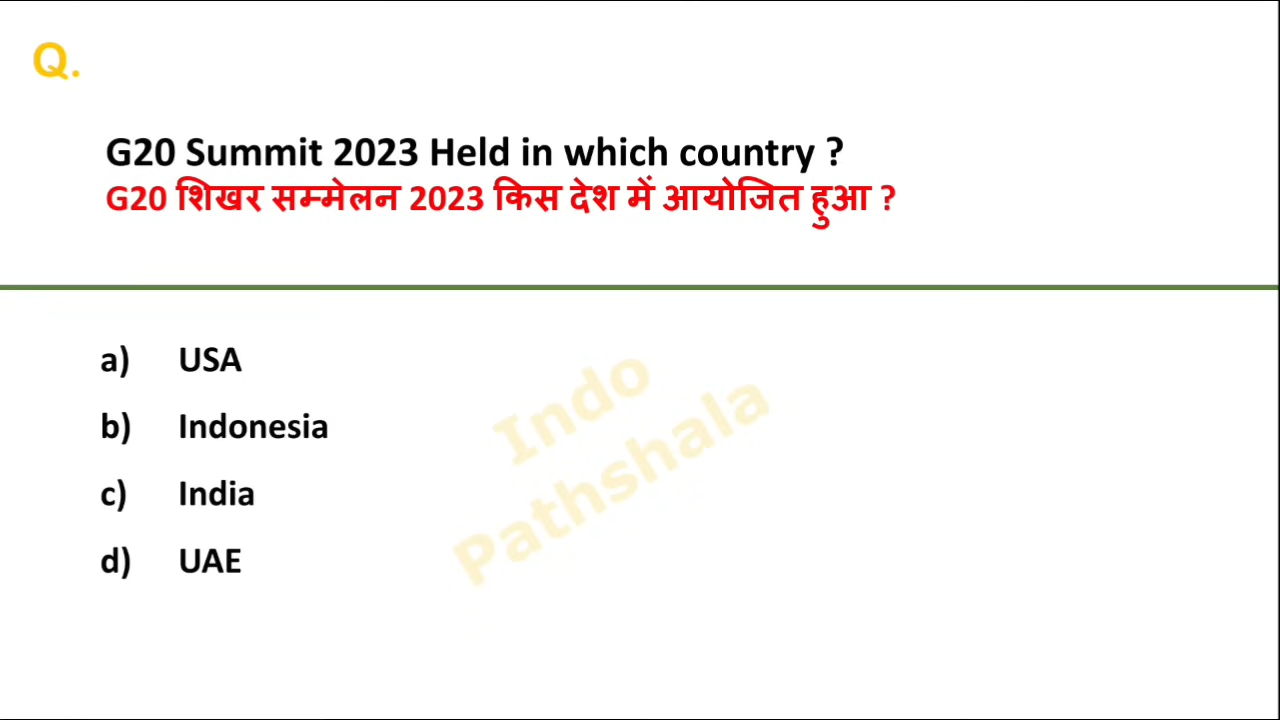 Q.
G20 Summit 2023 Held in which country ?
G20 शिखर सम्मेलन 2023 किस देश में आयोजित हुआ ?
a) USA
b) Indonesia
c) India
d) UAE
Indo
Pathshala